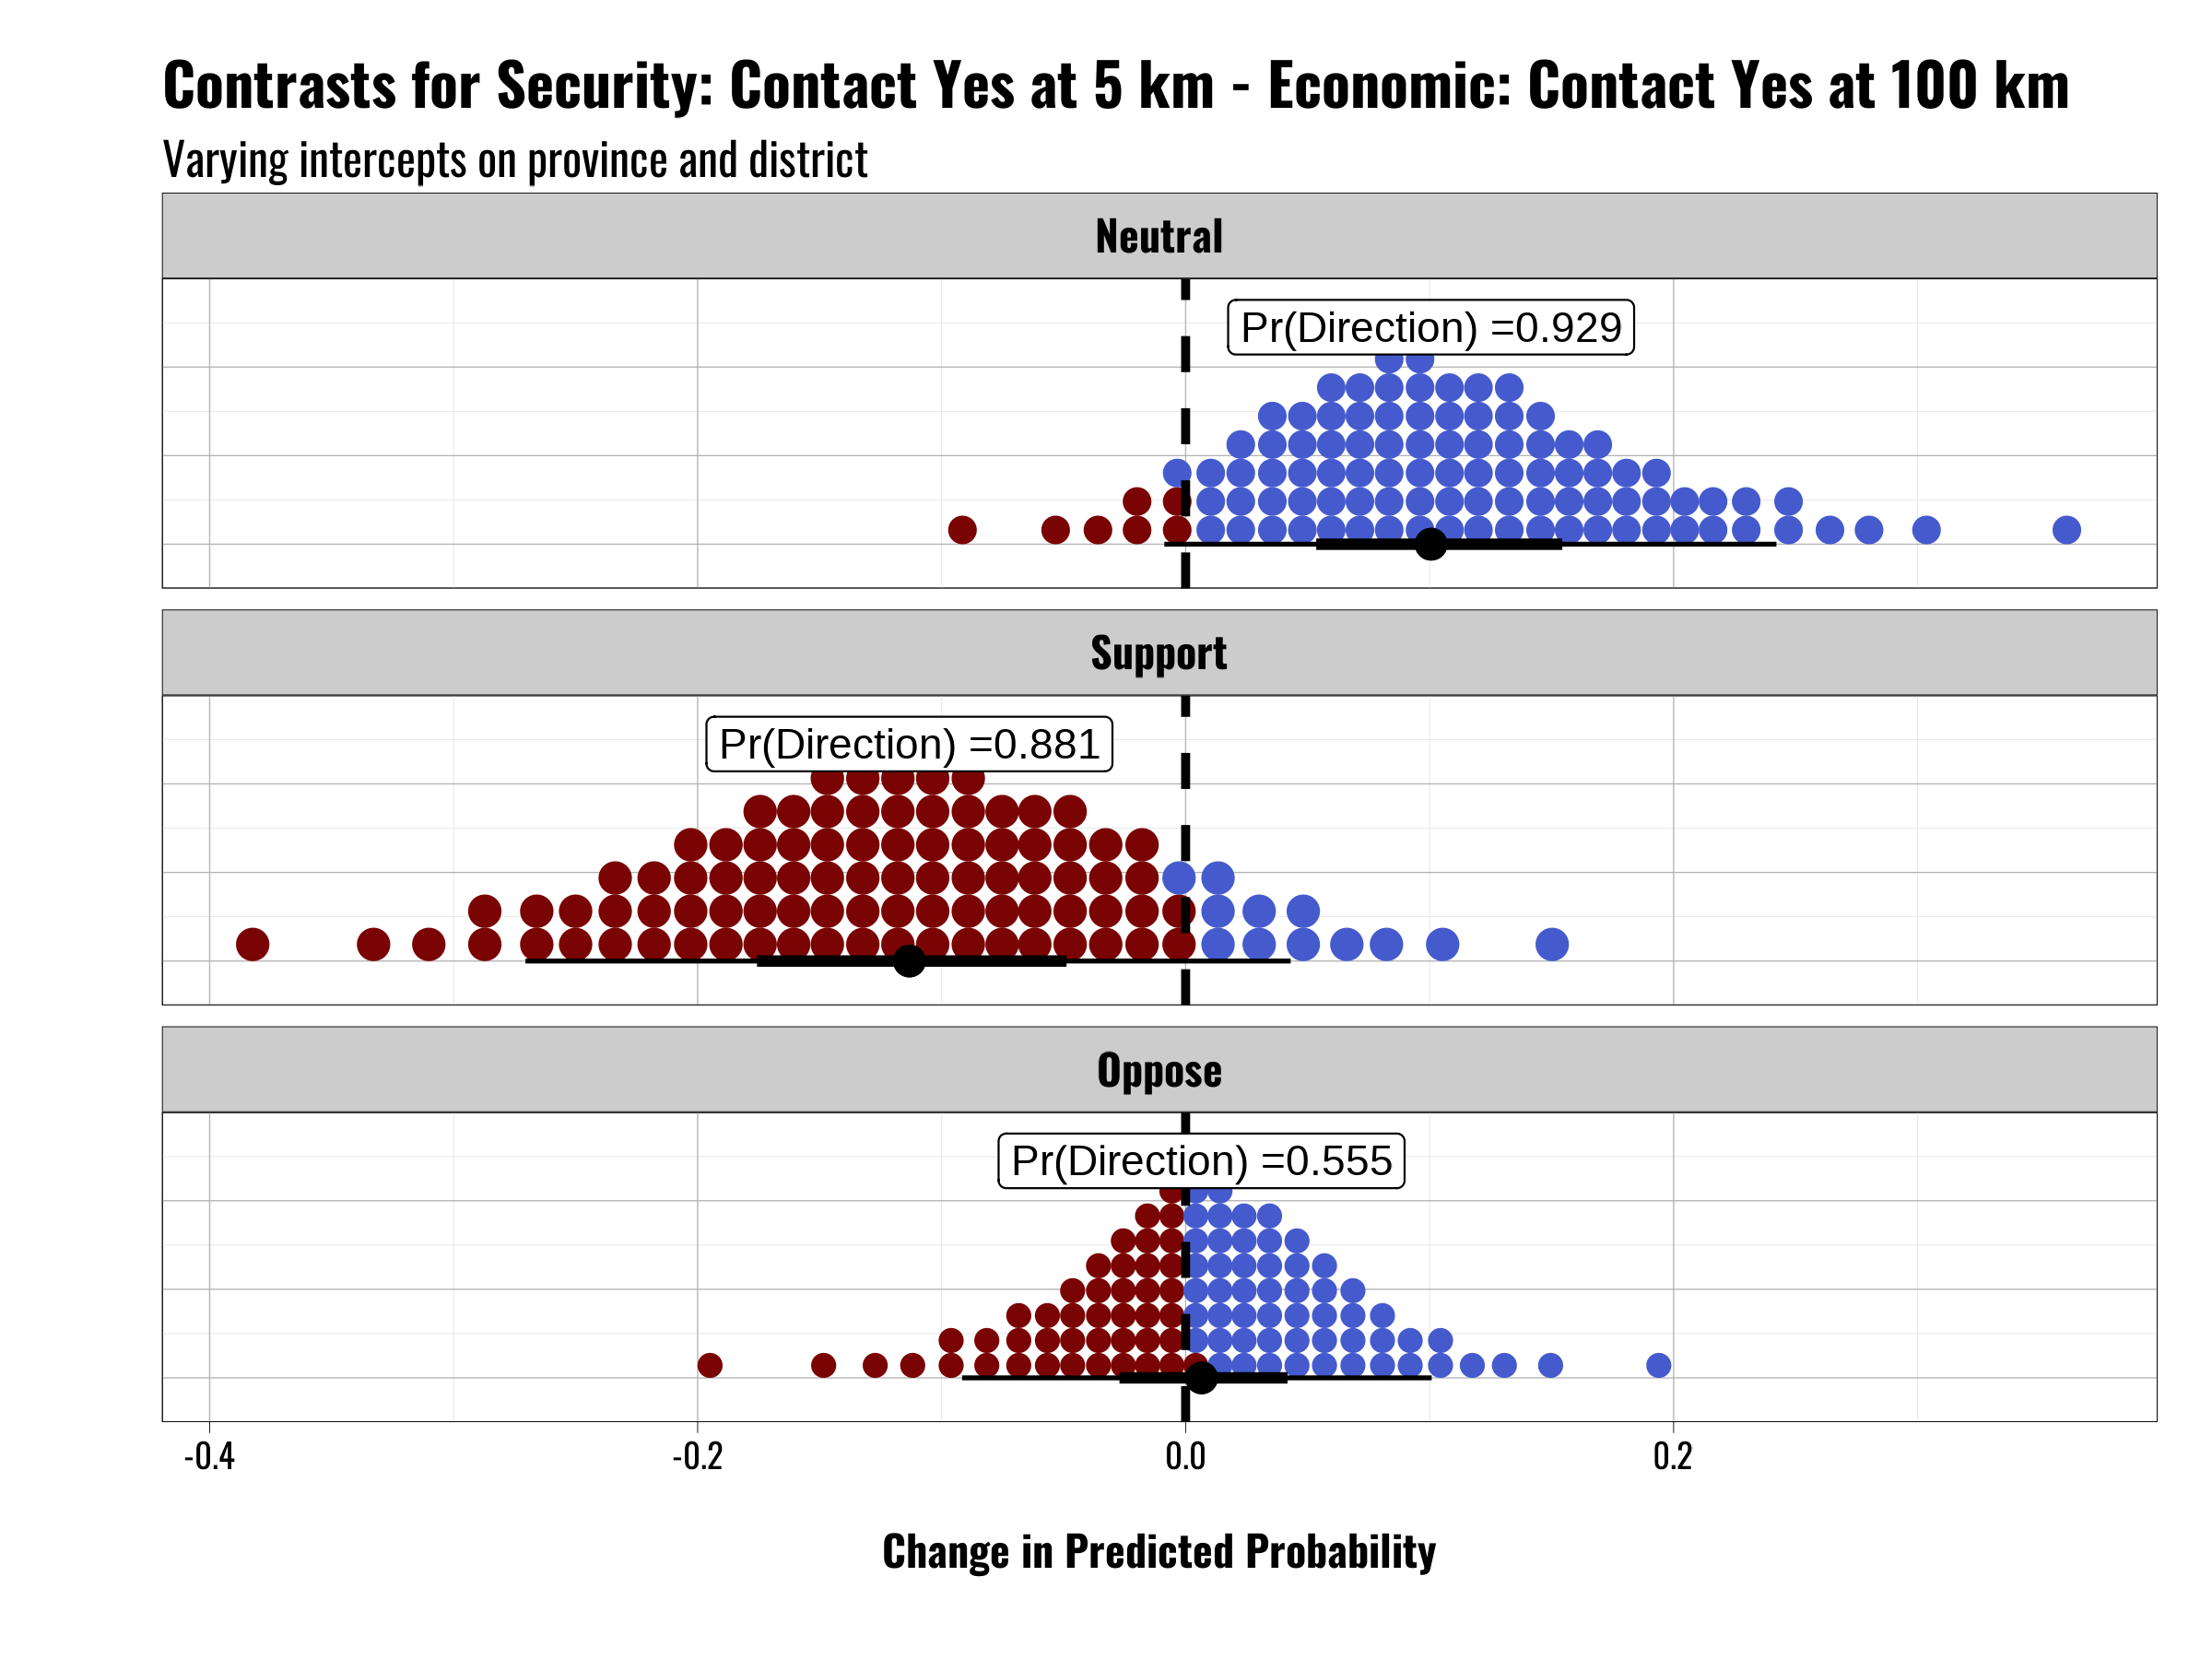 Contrasts for Security: Contact Yes at 5 km - Economic: Contact Yes at 100 km
Varying intercepts on province and district
Neutral
Pr(Direction) =0.929
Support
Pr(Direction) =0.881
Oppose
Pr(Direction) =0.555
-0.4 -0.2 0.0 0.2
Change in Predicted Probability